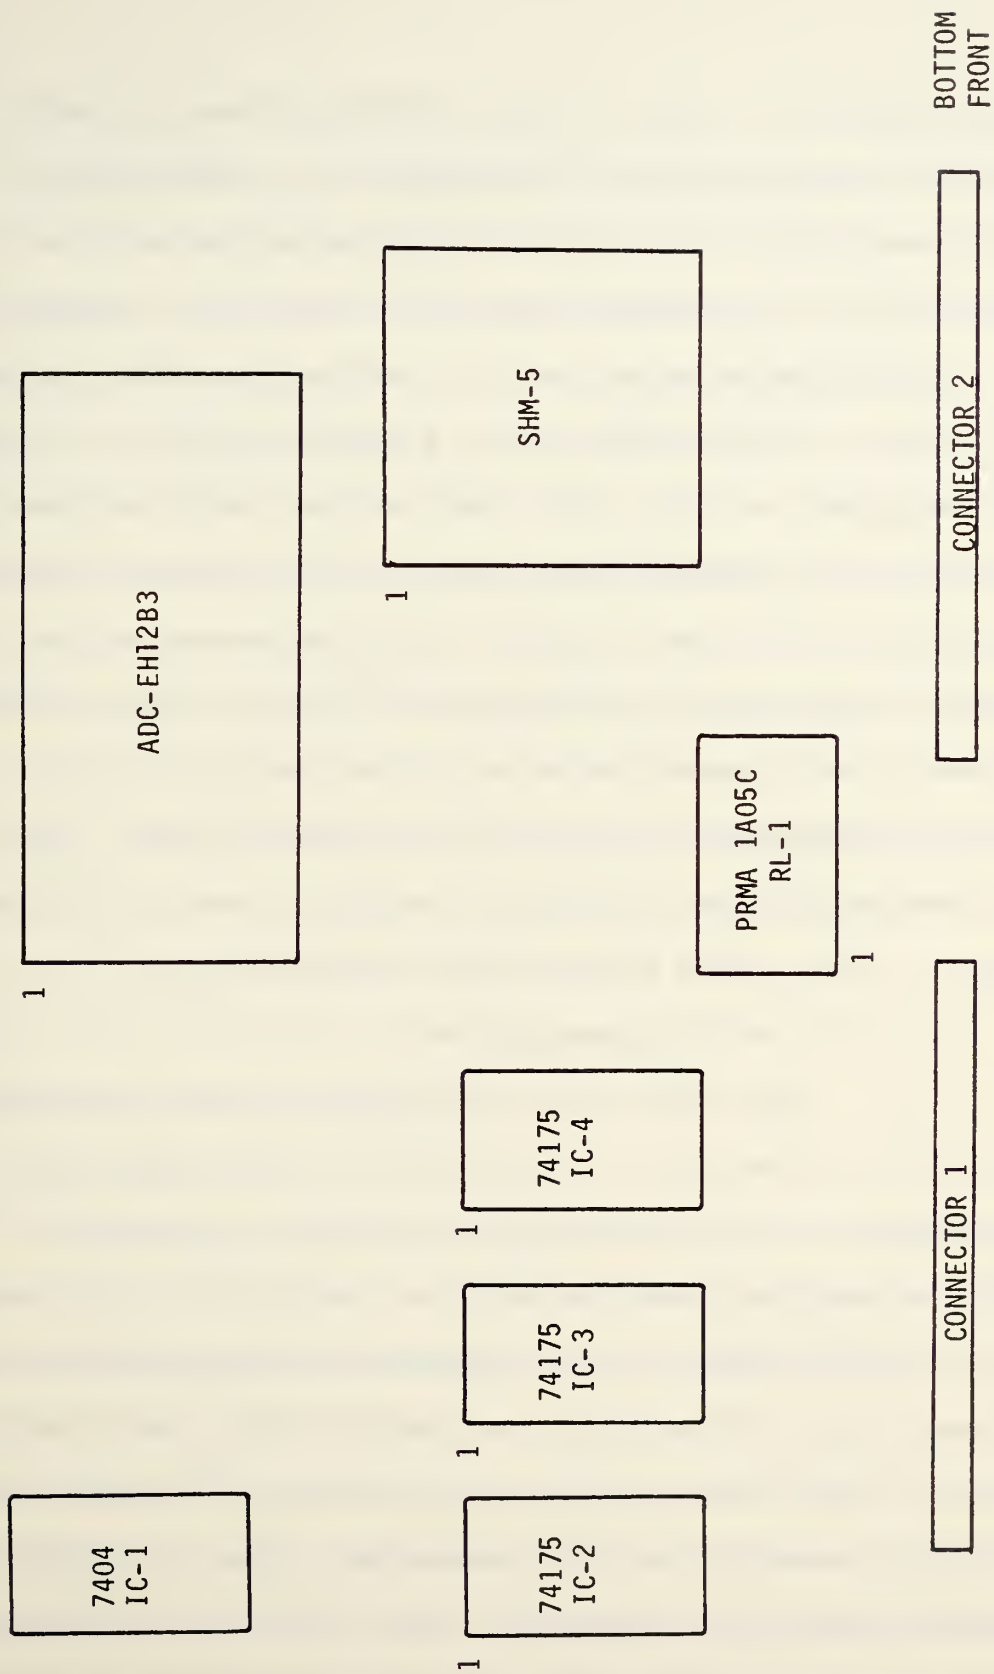 1
ADC-EH12B3
7404
IC-1
1
SHM-5
1
74175
IC-2
1
74175
IC-3
1
74175
IC-4
PRMA 1A05C
RL-1
1
CONNECTOR 1
CONNECTOR 2
BOTTOM
FRONT